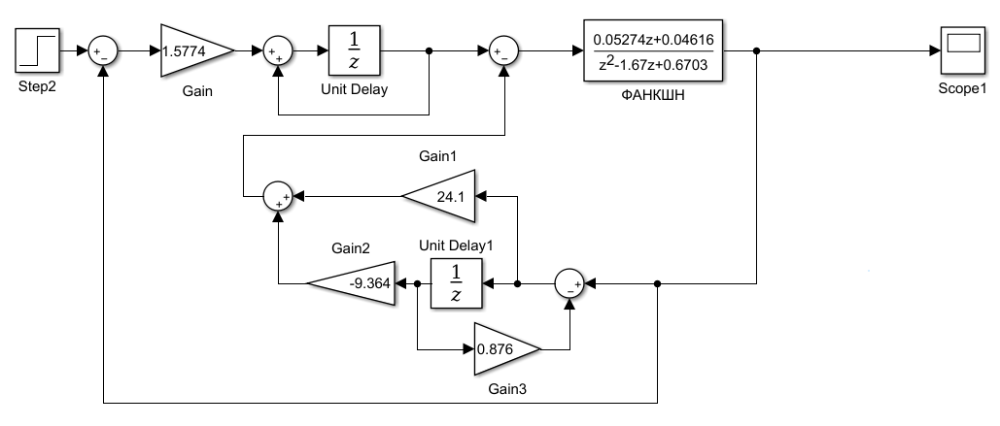 Step2
+
−
1.5774
Gain
+
+
1
z
Unit Delay
+
−
0.05274z+0.04616
z²-1.67z+0.6703
ФАНКШН
Scope1
Gain1
24.1
+
+
Gain2
-9.364
Unit Delay1
1
z
+
−
0.876
Gain3